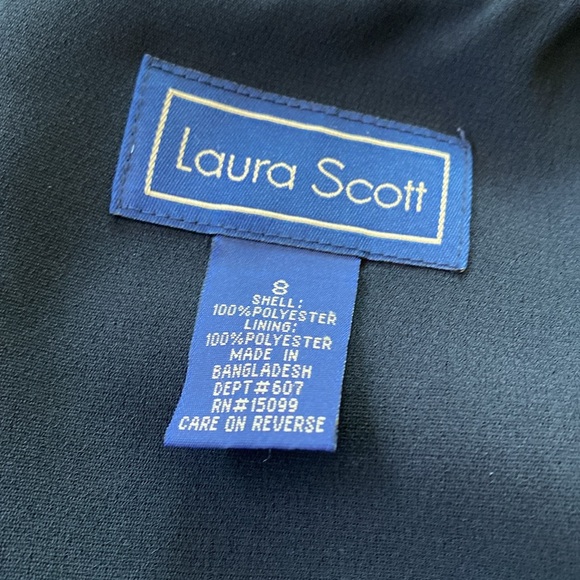 Laura Scott
8
SHELL:
100%POLYESTER
LINING:
100%POLYESTER
MADE IN
BANGLADESH
DEPT#607
RN#15099
CARE ON REVERSE